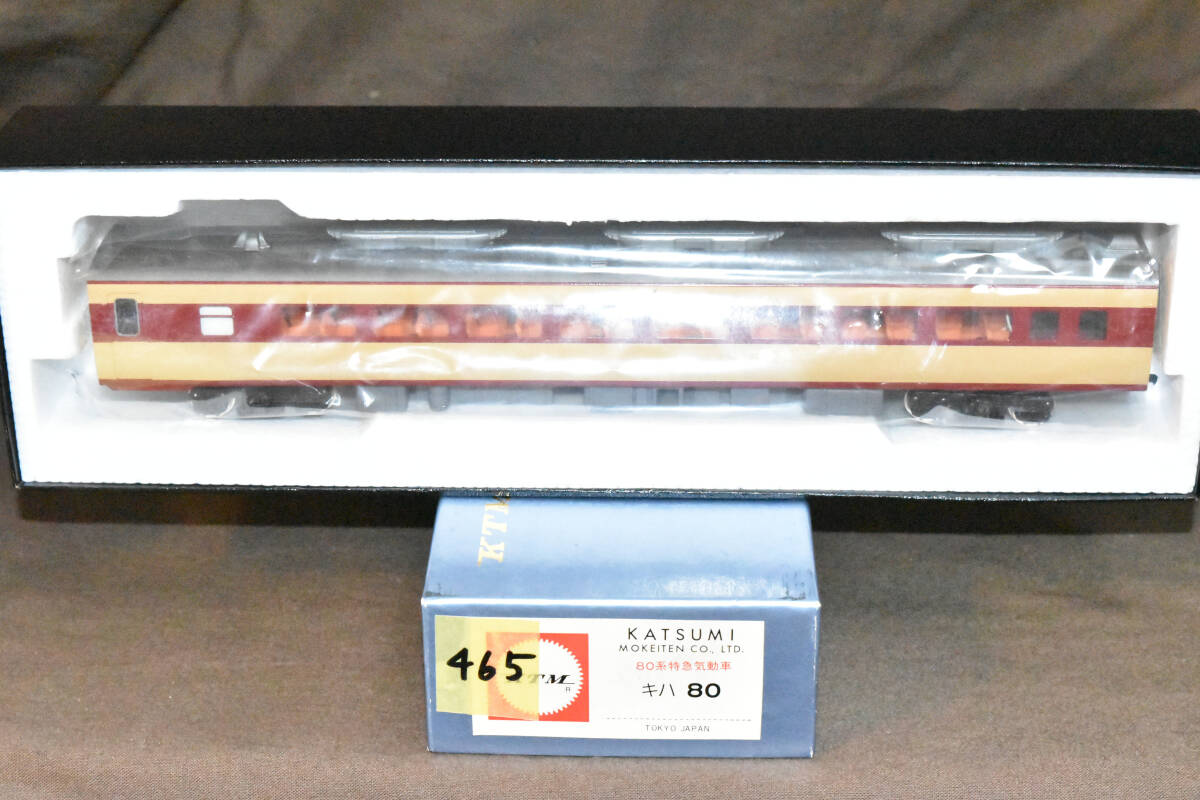 KTM
465
TM
R
KATSUMI
MOKEITEN CO., LTD.
80系特急気動車
キハ 80
TOKYO JAPAN